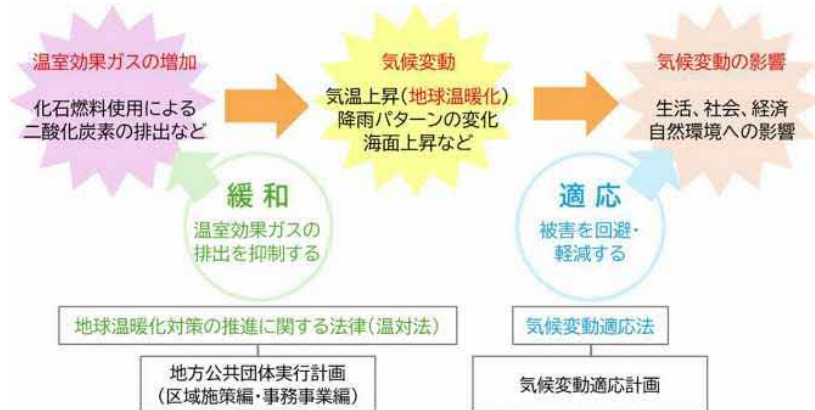 温室効果ガスの増加
化石燃料使用による
二酸化炭素の排出など
気候変動
気温上昇(地球温暖化)
降雨パターンの変化
海面上昇など
気候変動の影響
生活、社会、経済
自然環境への影響
緩和
温室効果ガスの
排出を抑制する
適応
被害を回避・
軽減する
地球温暖化対策の推進に関する法律(温対法)
地方公共団体実行計画
(区域施策編・事務事業編)
気候変動適応法
気候変動適応計画